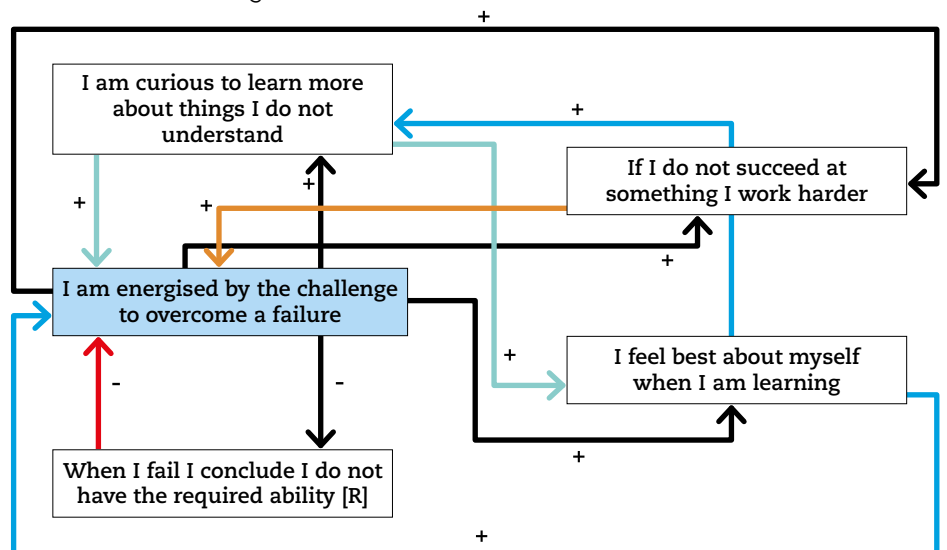 +
I am curious to learn more
about things I do not
understand
+
If I do not succeed at
something I work harder
+
+
+
+
I am energised by the challenge
to overcome a failure
+
I feel best about myself
when I am learning
-
-
When I fail I conclude I do not
have the required ability [R]
+
+